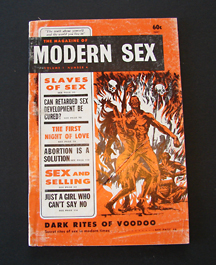 60c
THE MAGAZINE OF
MODERN SEX
SLAVES
OF SEX
CAN RETARDED SEX
DEVELOPMENT BE
CURED?
THE FIRST
NIGHT OF LOVE
ABORTION IS A
SOLUTION
SEX AND
SELLING
JUST A GIRL WHO
CAN'T SAY NO
DARK RITES OF VOODOO